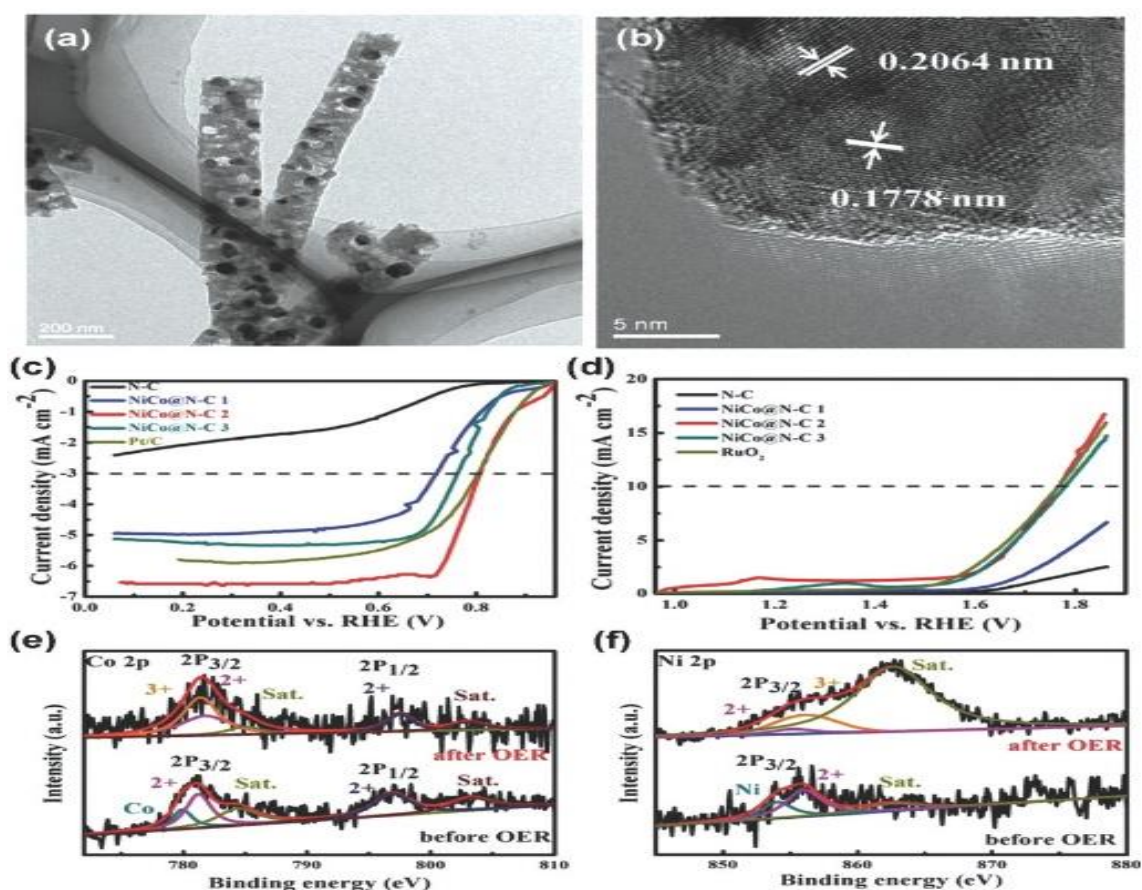 (a)
200 nm
(b)
0.2064 nm
0.1778 nm
5 nm
(c)
N-C
NiCo@N-C 1
NiCo@N-C 2
NiCo@N-C 3
Pt/C
0
-1
-2
-3
-4
-5
-6
-7
Current density (mA cm-2)
0.0 0.2 0.4 0.6 0.8
Potential vs. RHE (V)
(d)
N-C
NiCo@N-C 1
NiCo@N-C 2
NiCo@N-C 3
RuO2
20
15
10
5
0
Current density (mA cm-2)
1.0 1.2 1.4 1.6 1.8
Potential vs. RHE (V)
(e)
Co 2p
2P3/2
3+ 2+
Sat.
2P1/2
2+
Sat.
after OER
2P3/2
2+
Sat.
Co
2P1/2
2+
Sat.
before OER
Intensity (a.u.)
780 790 800 810
Binding energy (eV)
(f)
Ni 2p
3+
Sat.
2P3/2
2+
after OER
2P3/2
2+
Ni
Sat.
before OER
Intensity (a.u.)
850 860 870 880
Binding energy (eV)